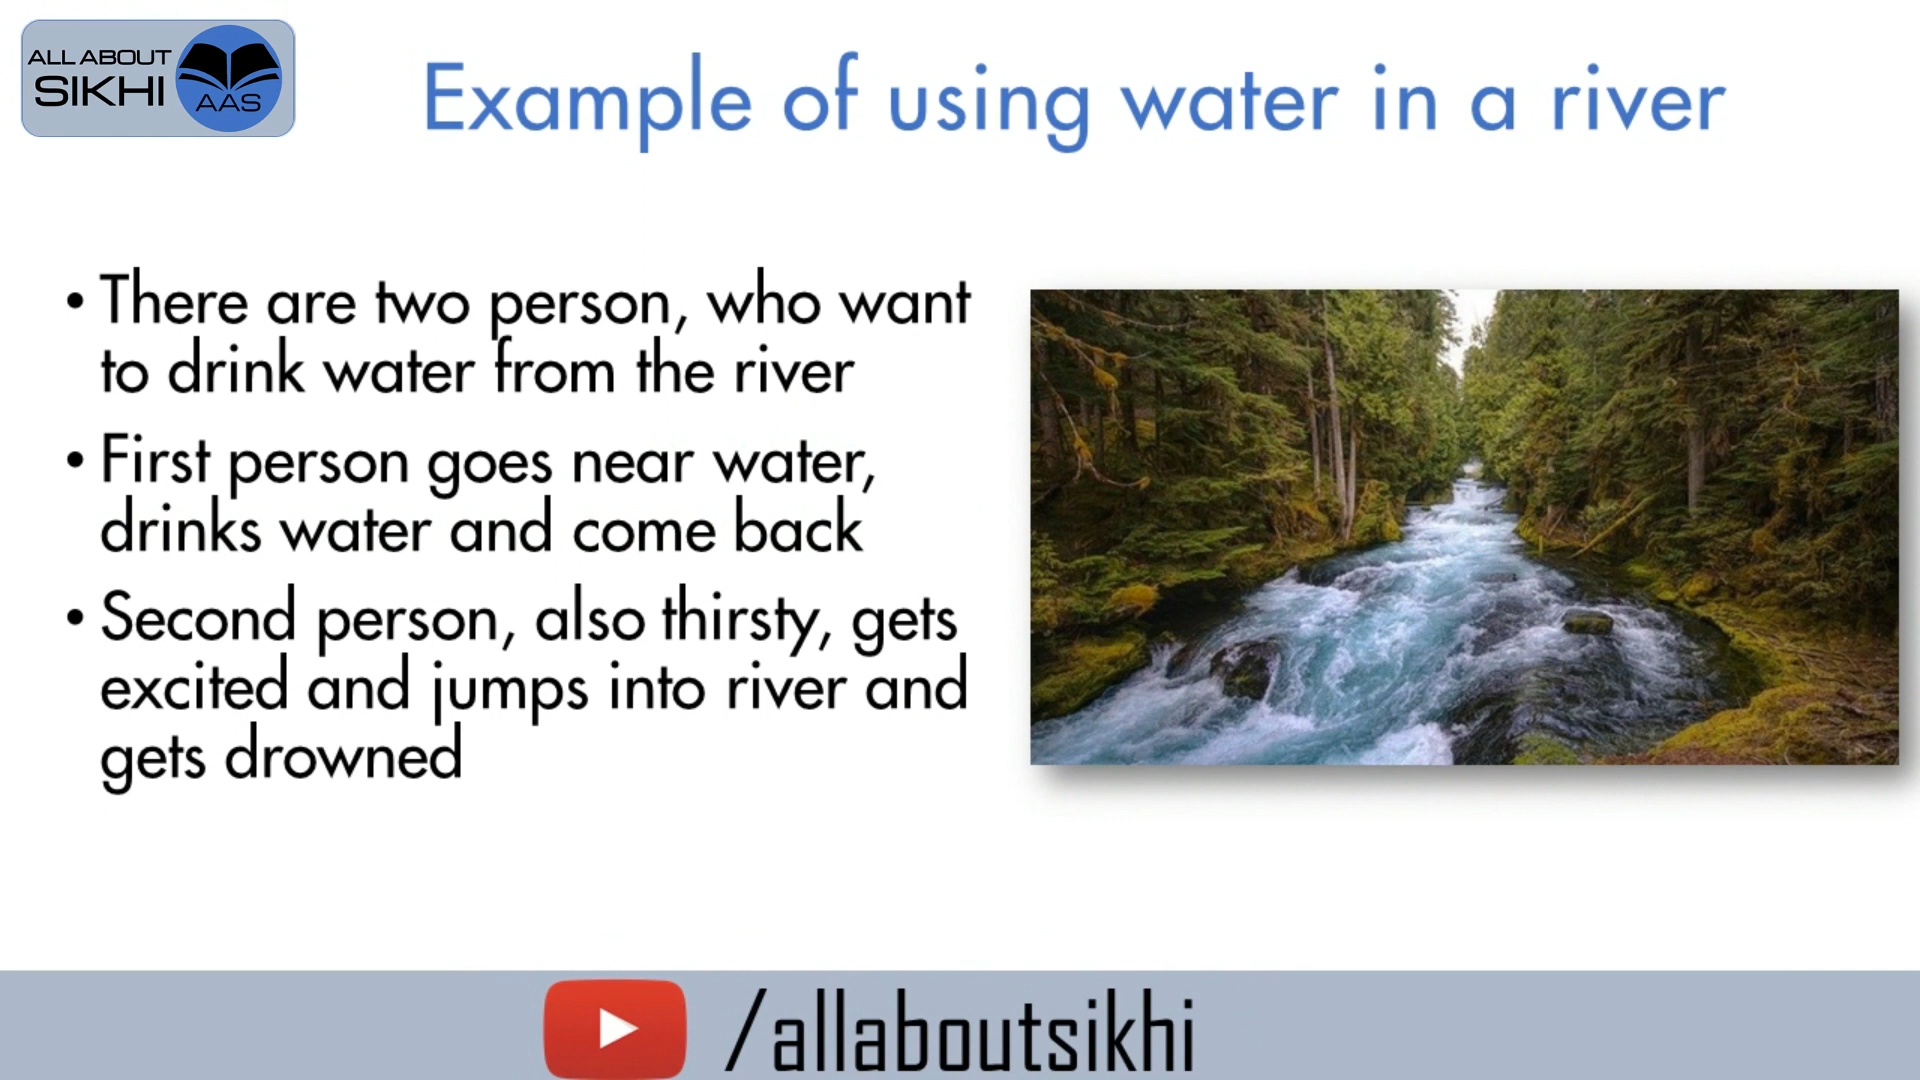 ALL ABOUT
SIKHI
AAS
Example of using water in a river
• There are two person, who want
to drink water from the river
• First person goes near water,
drinks water and come back
• Second person, also thirsty, gets
excited and jumps into river and
gets drowned
/allaboutsikhi